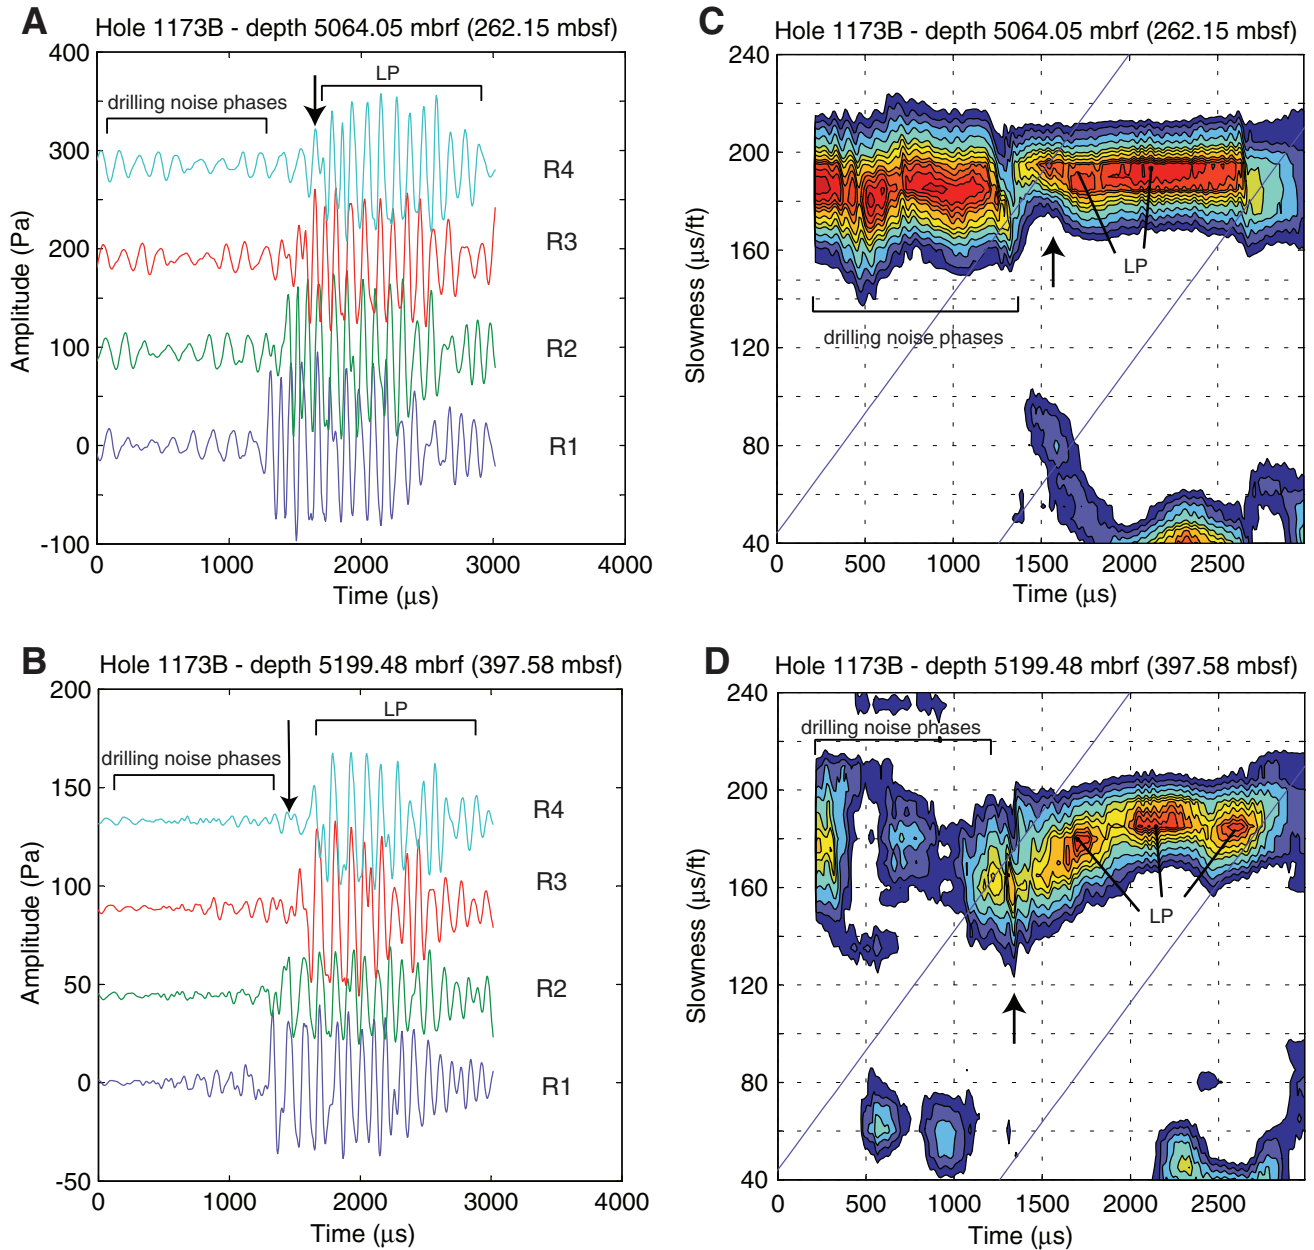 A
Hole 1173B - depth 5064.05 mbrf (262.15 mbsf)
400
300
200
100
0
-100
Amplitude (Pa)
drilling noise phases
LP
R4
R3
R2
R1
0 1000 2000 3000 4000
Time (μs)
C
Hole 1173B - depth 5064.05 mbrf (262.15 mbsf)
240
200
160
120
80
40
Slowness (μs/ft)
LP
drilling noise phases
0 500 1000 1500 2000 2500
Time (μs)
B
Hole 1173B - depth 5199.48 mbrf (397.58 mbsf)
200
150
100
50
0
-50
Amplitude (Pa)
LP
drilling noise phases
R4
R3
R2
R1
0 1000 2000 3000 4000
Time (μs)
D
Hole 1173B - depth 5199.48 mbrf (397.58 mbsf)
240
200
160
120
80
40
Slowness (μs/ft)
drilling noise phases
LP
0 500 1000 1500 2000 2500
Time (μs)